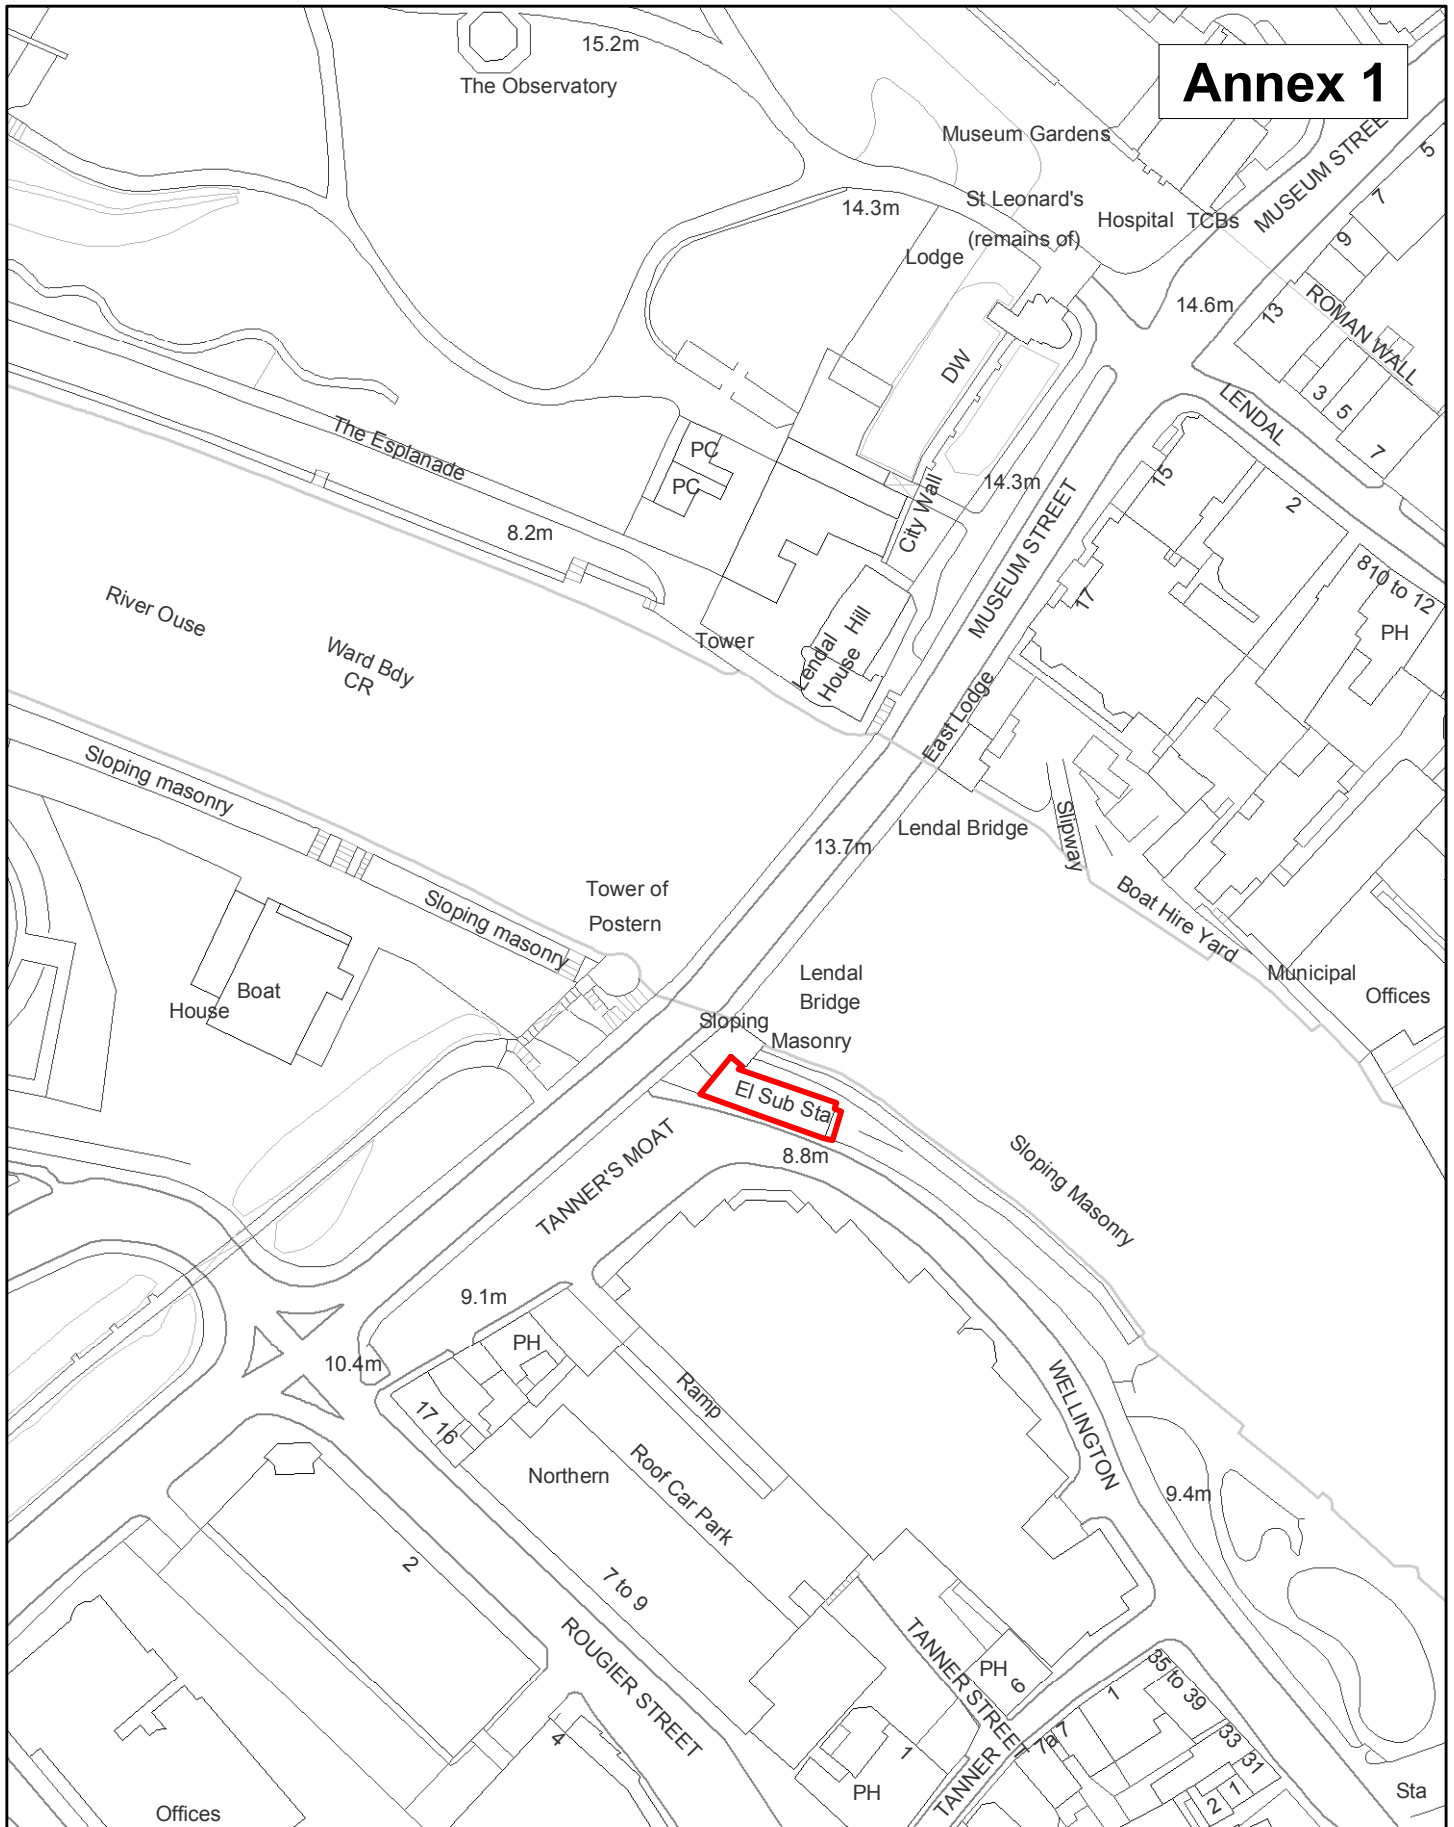 15.2m
The Observatory
Annex 1
Museum Gardens
MUSEUM STREE
5
7
9
13
St Leonard's
(remains of)
Hospital
TCBs
14.3m
Lodge
14.6m
ROMAN WALL
DW
3
5
7
LENDAL
The Esplanade
PC
PC
8.2m
City Wall
14.3m
MUSEUM STREET
15
2
17
810 to 12
PH
River Ouse
Ward Bdy
CR
Tower
Lendal Hill
House
East Lodge
Sloping masonry
13.7m
Lendal Bridge
Slipway
Boat Hire Yard
Municipal
Offices
Tower of
Postern
Sloping masonry
Boat
House
Lendal
Bridge
Sloping
Masonry
El Sub Sta
8.8m
TANNER'S MOAT
Sloping Masonry
9.1m
PH
10.4m
17 16
Ramp
Northern
Roof Car Park
WELLINGTON
9.4m
2
7 to 9
ROUGIER STREET
TANNER STREET
PH
6
35 to 39
1
7a 7
33
31
1
2
4
1
PH
TANNER
Offices
Sta